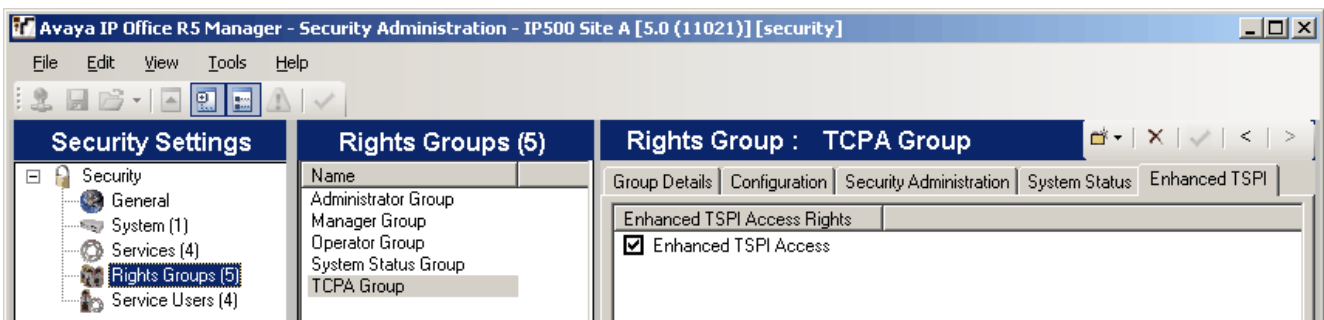 Avaya IP Office R5 Manager - Security Administration - IP500 Site A [5.0 (11021)] [security]
File Edit View Tools Help
Security Settings
Security
General
System (1)
Services (4)
Rights Groups (5)
Service Users (4)
Rights Groups (5)
Name
Administrator Group
Manager Group
Operator Group
System Status Group
TCPA Group
Rights Group : TCPA Group
Group Details Configuration Security Administration System Status Enhanced TSPI
Enhanced TSPI Access Rights
Enhanced TSPI Access